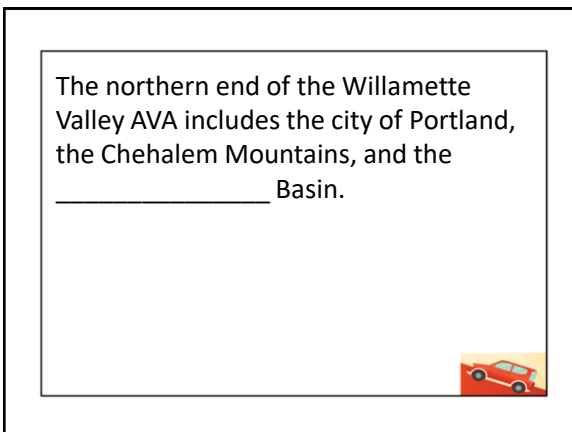 The northern end of the Willamette
Valley AVA includes the city of Portland,
the Chehalem Mountains, and the
________________ Basin.